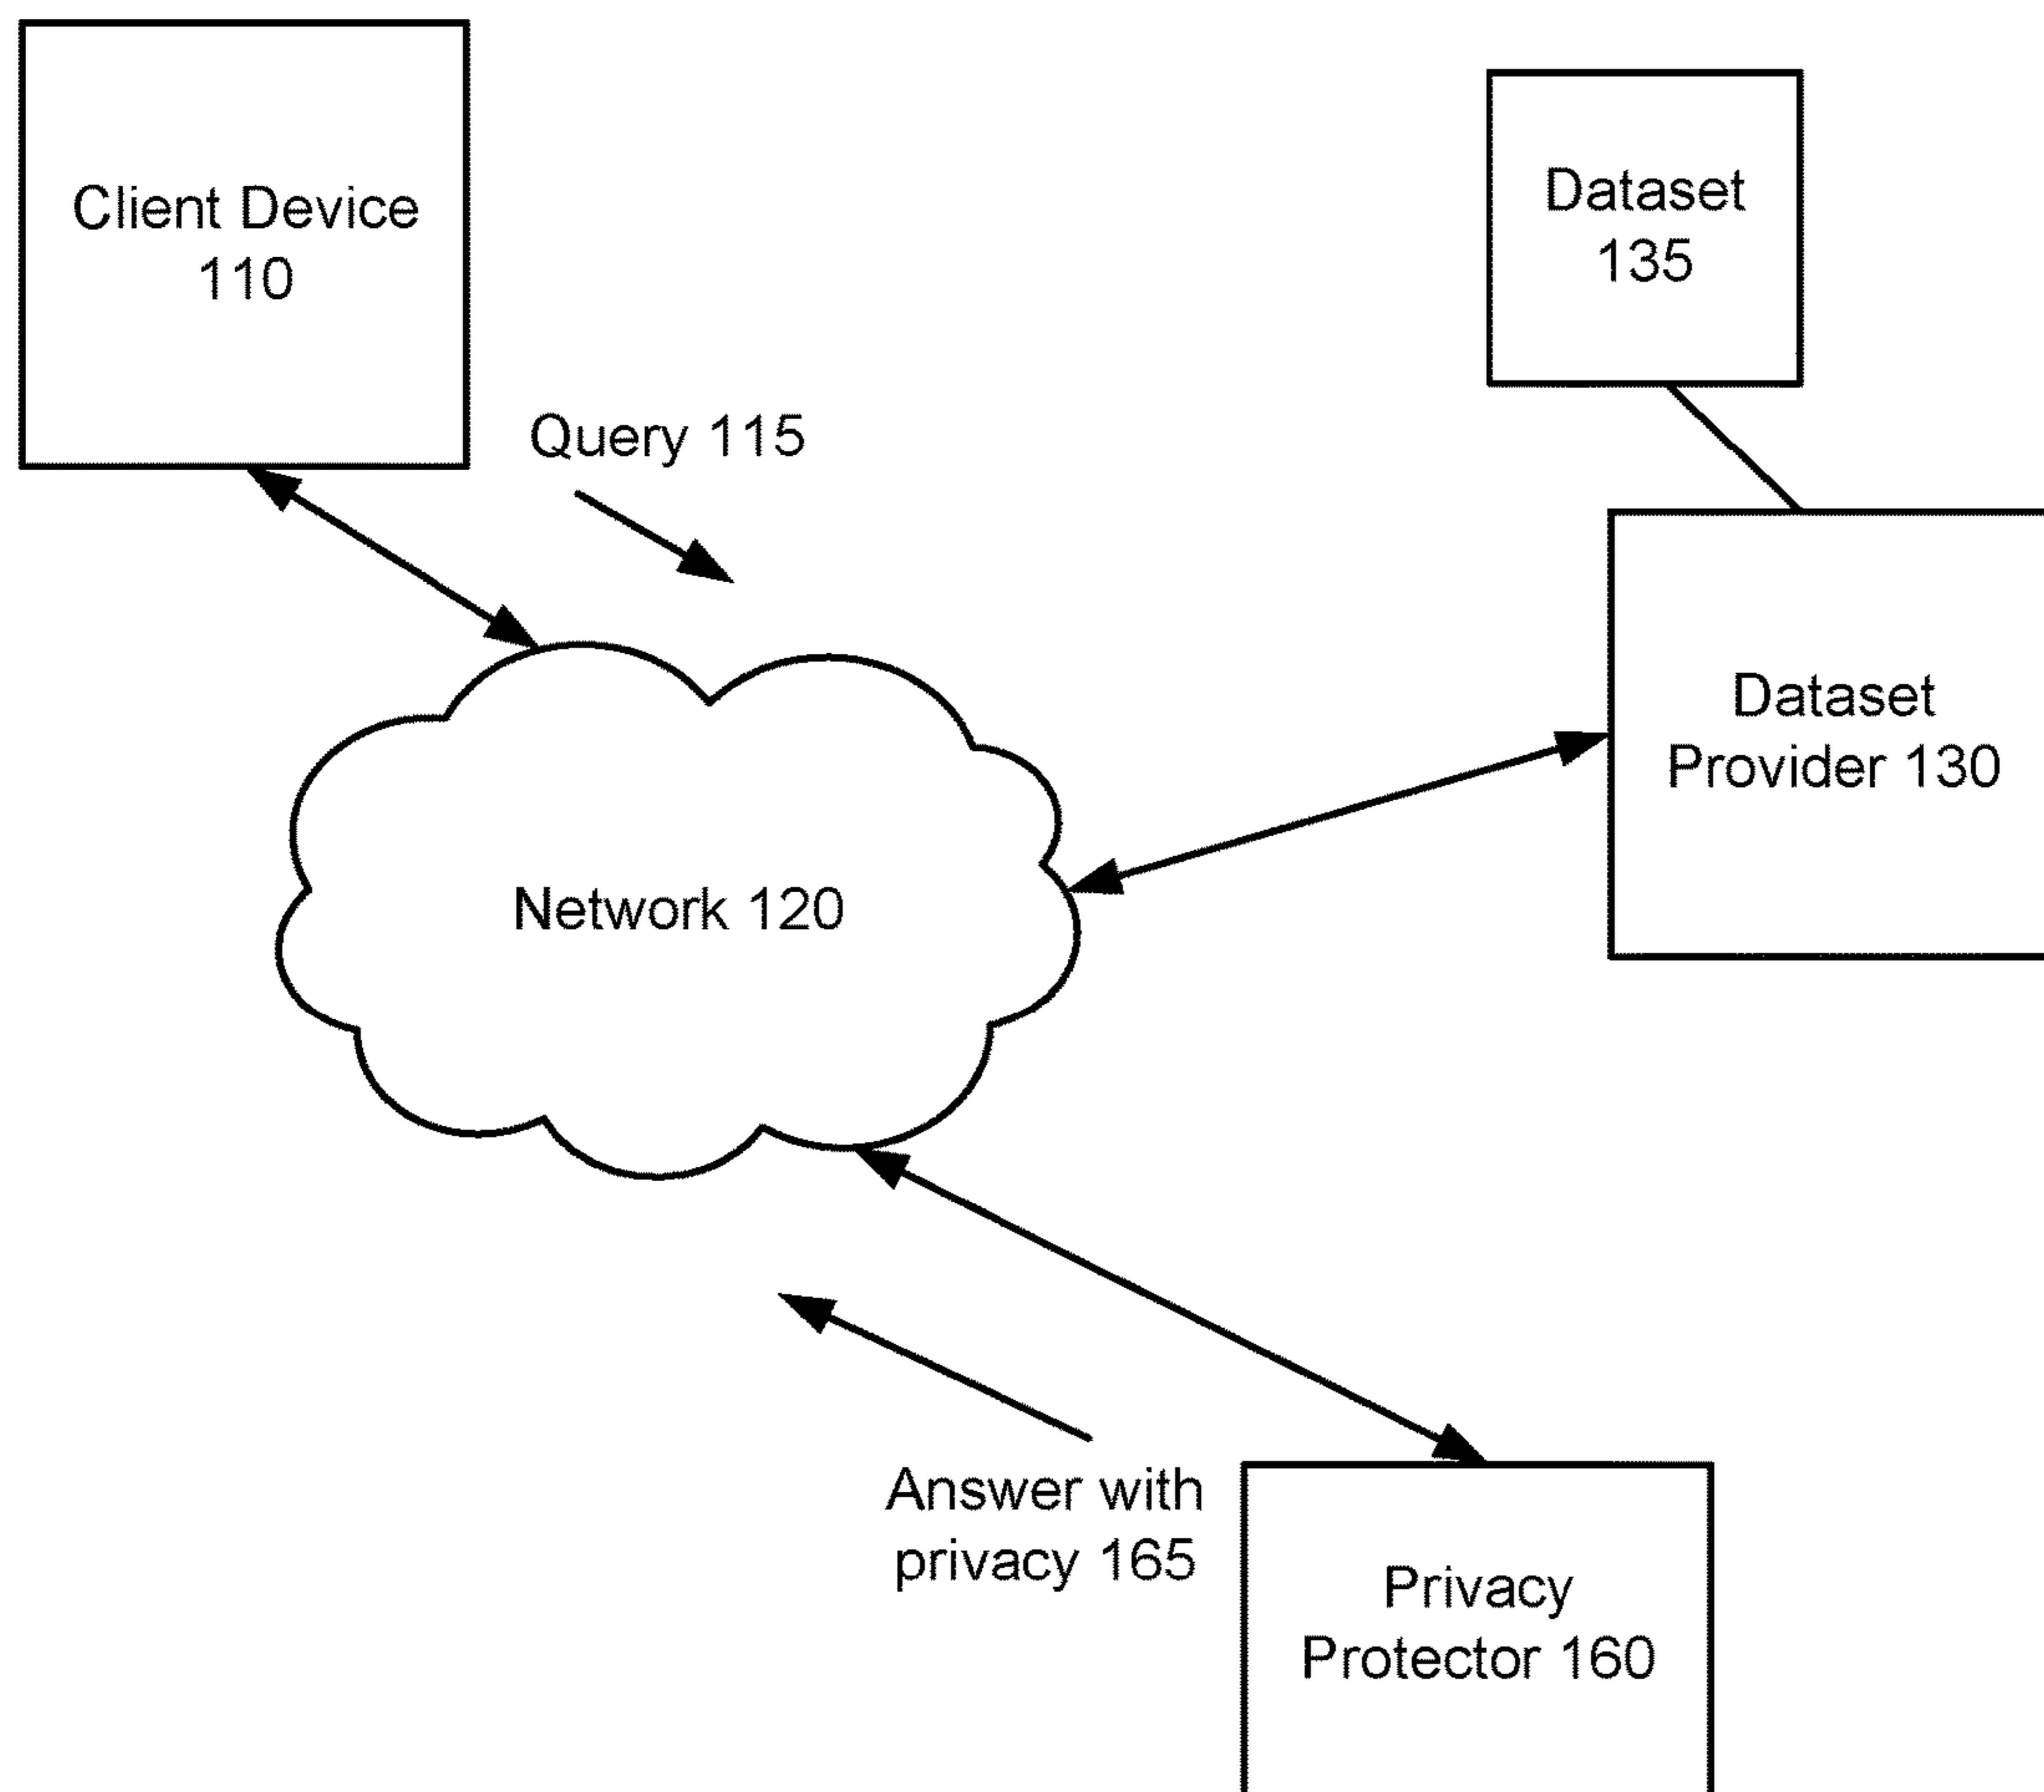 Client Device
110
Dataset
135
Query 115
Dataset
Provider 130
Network 120
Answer with
privacy 165
Privacy
Protector 160